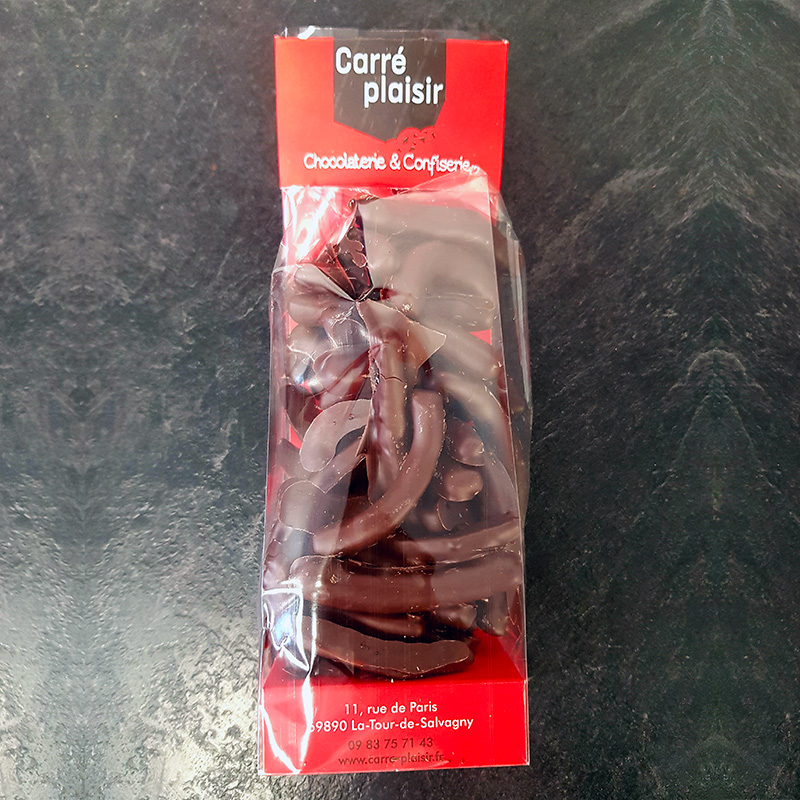 Carré
plaisir
Chocolaterie & Confiserie
11, rue de Paris
69890 La-Tour-de-Salvagny
09 83 75 71 43
www.carre-plaisir.fr